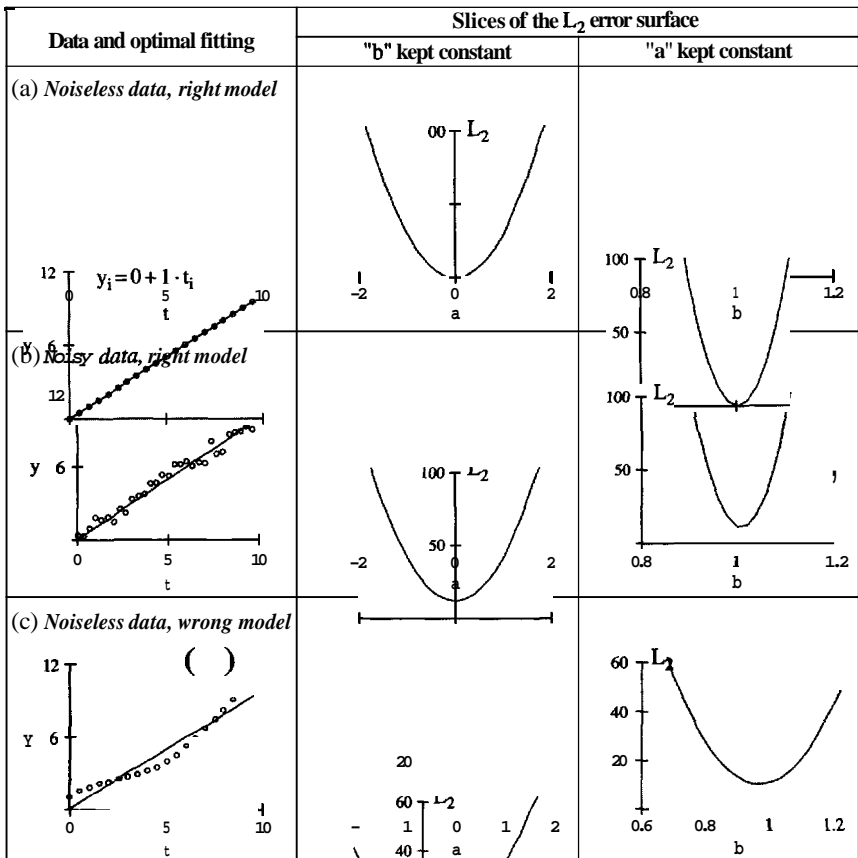 Data and optimal fitting
Slices of the L₂ error surface
"b" kept constant
"a" kept constant
(a) Noiseless data, right model
00 L₂
-2 0 2
a
12
yᵢ=0+1·tᵢ
0 5 10
t
y 6
100 L₂
0.8 1 1.2
b
50
(b) Noisy data, right model
12
y 6
0 5 10
t
L₂
100
50
-2 0 2
a
100 L₂
50
,
0.8 1 1.2
b
(c) Noiseless data, wrong model
( )
12
Y 6
0 5 10
t
20
60 L₂
- 1 0 1 2
40 a
60 L₂
40
20
0.6 0.8 1 1.2
b